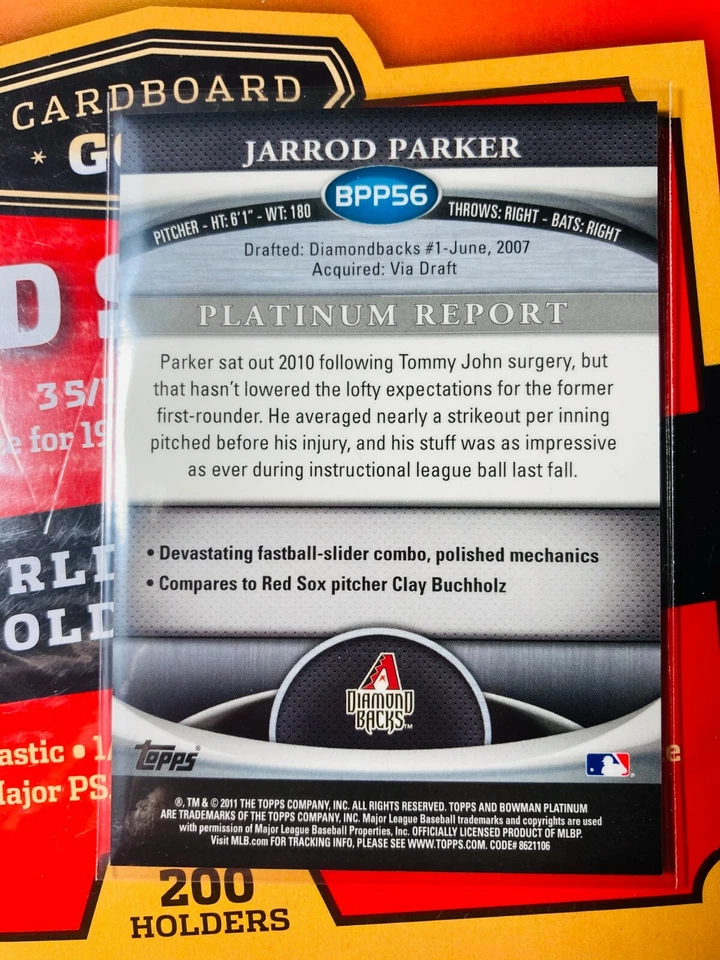 CARDBOARD
JARROD PARKER
BPP56
PITCHER - HT: 6'1" - WT: 180
THROWS: RIGHT - BATS: RIGHT
Drafted: Diamondbacks #1-June, 2007
Acquired: Via Draft
PLATINUM REPORT
Parker sat out 2010 following Tommy John surgery, but
that hasn't lowered the lofty expectations for the former
first-rounder. He averaged nearly a strikeout per inning
pitched before his injury, and his stuff was as impressive
as ever during instructional league ball last fall.
• Devastating fastball-slider combo, polished mechanics
• Compares to Red Sox pitcher Clay Buchholz
DIAMOND
BACKS™
Topps®
®, TM & © 2011 THE TOPPS COMPANY, INC. ALL RIGHTS RESERVED. TOPPS AND BOWMAN PLATINUM
ARE TRADEMARKS OF THE TOPPS COMPANY, INC. Major League Baseball trademarks and copyrights are used
with permission of Major League Baseball Properties, Inc. OFFICIALLY LICENSED PRODUCT OF MLBP.
Visit MLB.com FOR TRACKING INFO, PLEASE SEE WWW.TOPPS.COM. CODE# 8621106
for 19
Major PS
200
HOLDERS